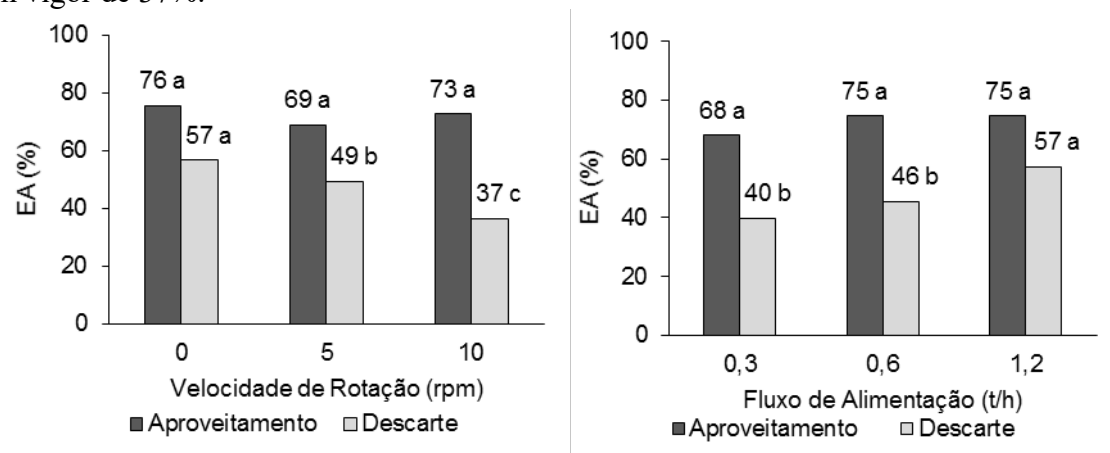 vigor de
100
80
60
40
20
0
EA (%)
76 a
57 a
69 a
49 b
73 a
37 c
0 5 10
Velocidade de Rotação (rpm)
Aproveitamento Descarte
100
80
60
40
20
0
EA (%)
68 a
40 b
75 a
46 b
75 a
57 a
0,3 0,6 1,2
Fluxo de Alimentação (t/h)
Aproveitamento Descarte